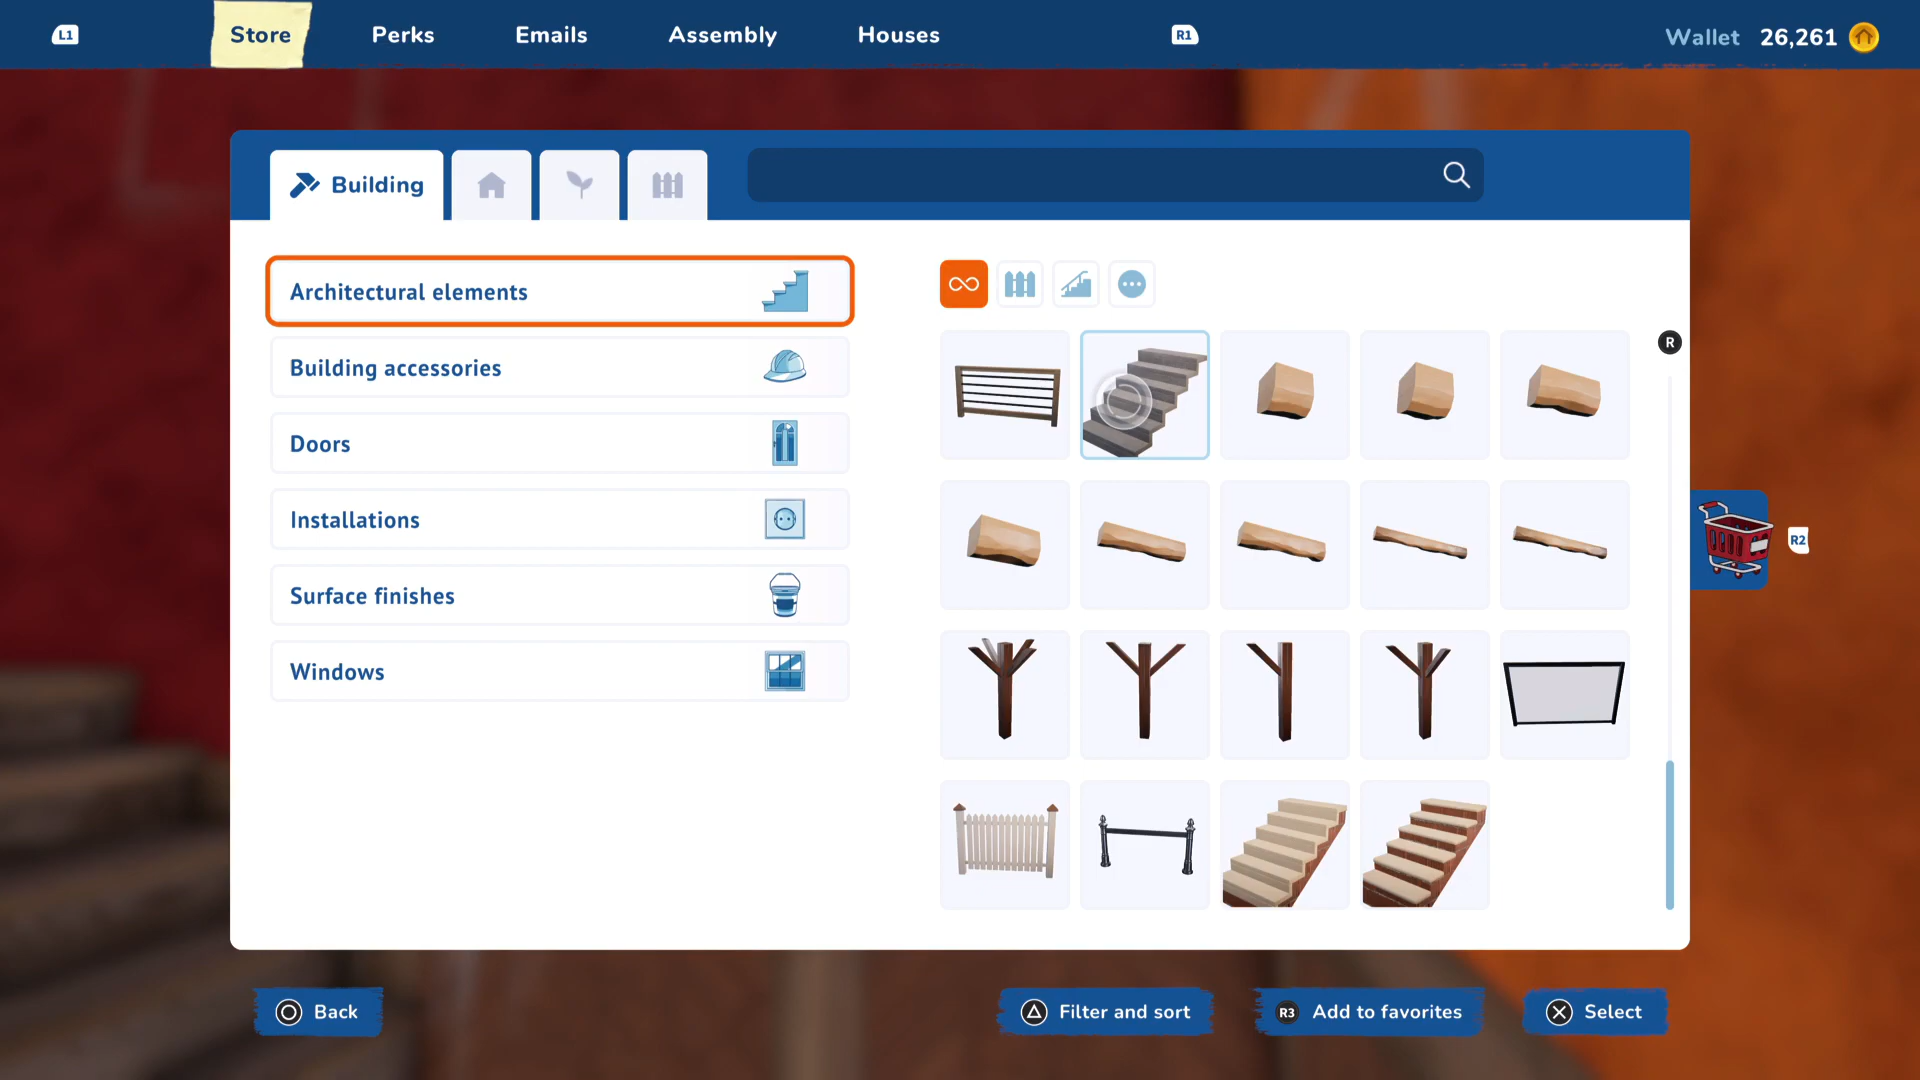 L1
Store
Perks
Emails
Assembly
Houses
R1
Wallet 26,261
Building
Architectural elements
Building accessories
Doors
Installations
Surface finishes
Windows
R
R2
Back
Filter and sort
R3 Add to favorites
Select